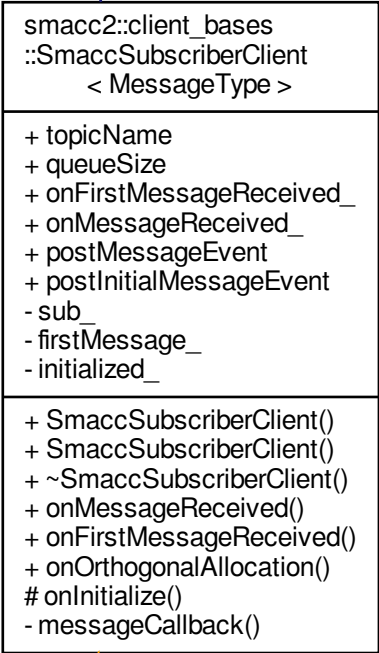 smacc2::client_bases
::SmaccSubscriberClient
< MessageType >
+ topicName
+ queueSize
+ onFirstMessageReceived_
+ onMessageReceived_
+ postMessageEvent
+ postInitialMessageEvent
- sub_
- firstMessage_
- initialized_
+ SmaccSubscriberClient()
+ SmaccSubscriberClient()
+ ~SmaccSubscriberClient()
+ onMessageReceived()
+ onFirstMessageReceived()
+ onOrthogonalAllocation()
# onInitialize()
- messageCallback()